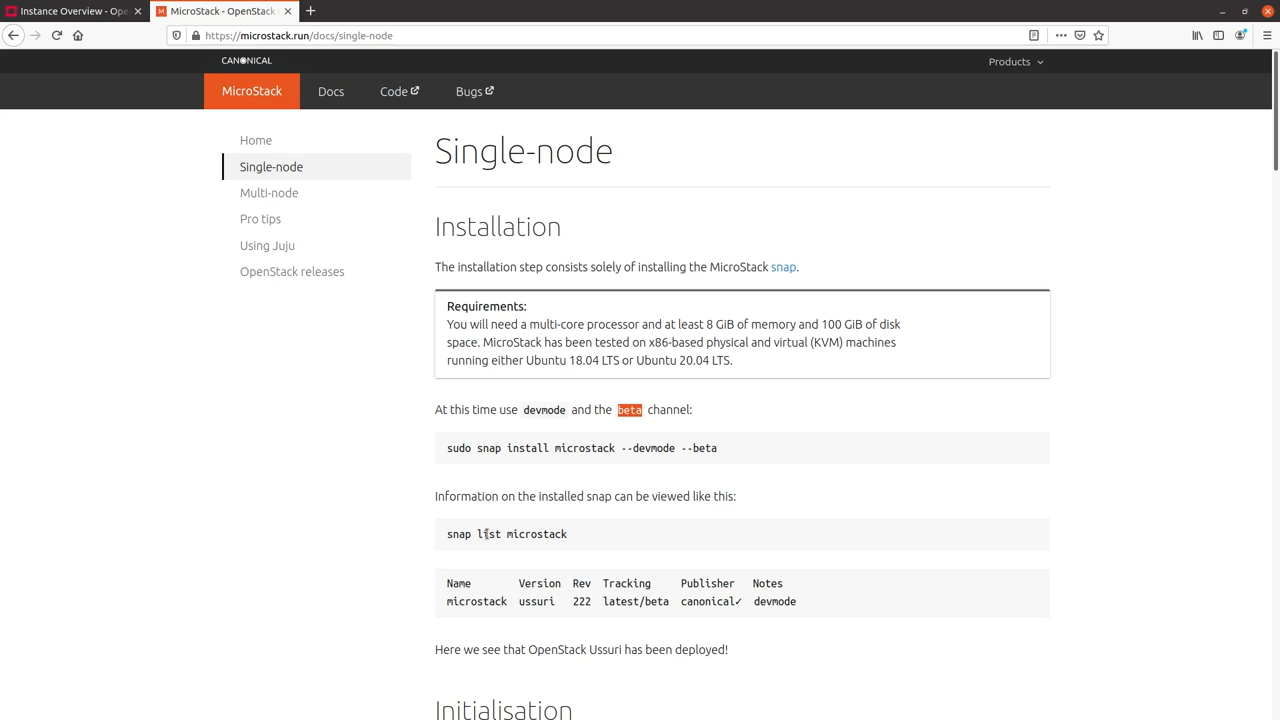 Instance Overview - Ope
MicroStack - OpenStack
https://microstack.run/docs/single-node
CANONICAL
Products
MicroStack
Docs
Code
Bugs
Home
Single-node
Multi-node
Pro tips
Using Juju
OpenStack releases
Single-node
Installation
The installation step consists solely of installing the MicroStack snap.
Requirements:
You will need a multi-core processor and at least 8 GiB of memory and 100 GiB of disk
space. MicroStack has been tested on x86-based physical and virtual (KVM) machines
running either Ubuntu 18.04 LTS or Ubuntu 20.04 LTS.
At this time use devmode and the beta channel:
sudo snap install microstack --devmode --beta
Information on the installed snap can be viewed like this:
snap list microstack
Name Version Rev Tracking Publisher Notes
microstack ussuri 222 latest/beta canonical✓ devmode
Here we see that OpenStack Ussuri has been deployed!
Initialisation